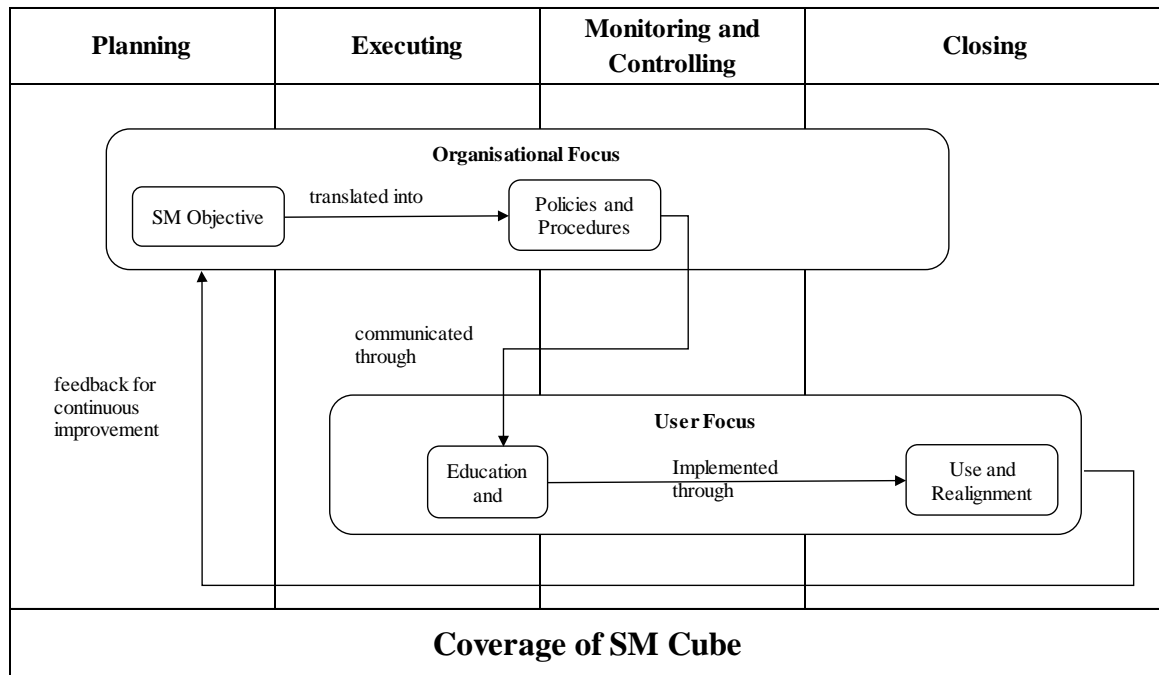 Planning
Executing
Monitoring and
Controlling
Closing
Organisational Focus
SM Objective
translated into
Policies and
Procedures
communicated
through
feedback for
continuous
improvement
User Focus
Education
and
Implemented
through
Use and
Realignment
Coverage of SM Cube